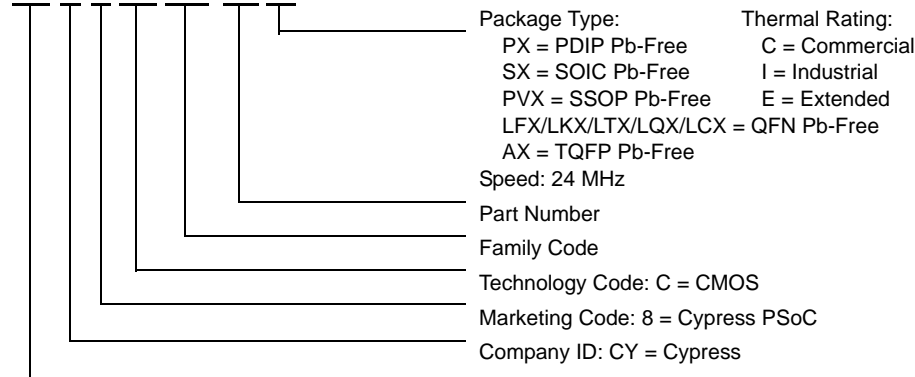 Package Type: Thermal Rating:
PX = PDIP Pb-Free C = Commercial
SX = SOIC Pb-Free I = Industrial
PVX = SSOP Pb-Free E = Extended
LFX/LKX/LTX/LQX/LCX = QFN Pb-Free
AX = TQFP Pb-Free
Speed: 24 MHz
Part Number
Family Code
Technology Code: C = CMOS
Marketing Code: 8 = Cypress PSoC
Company ID: CY = Cypress